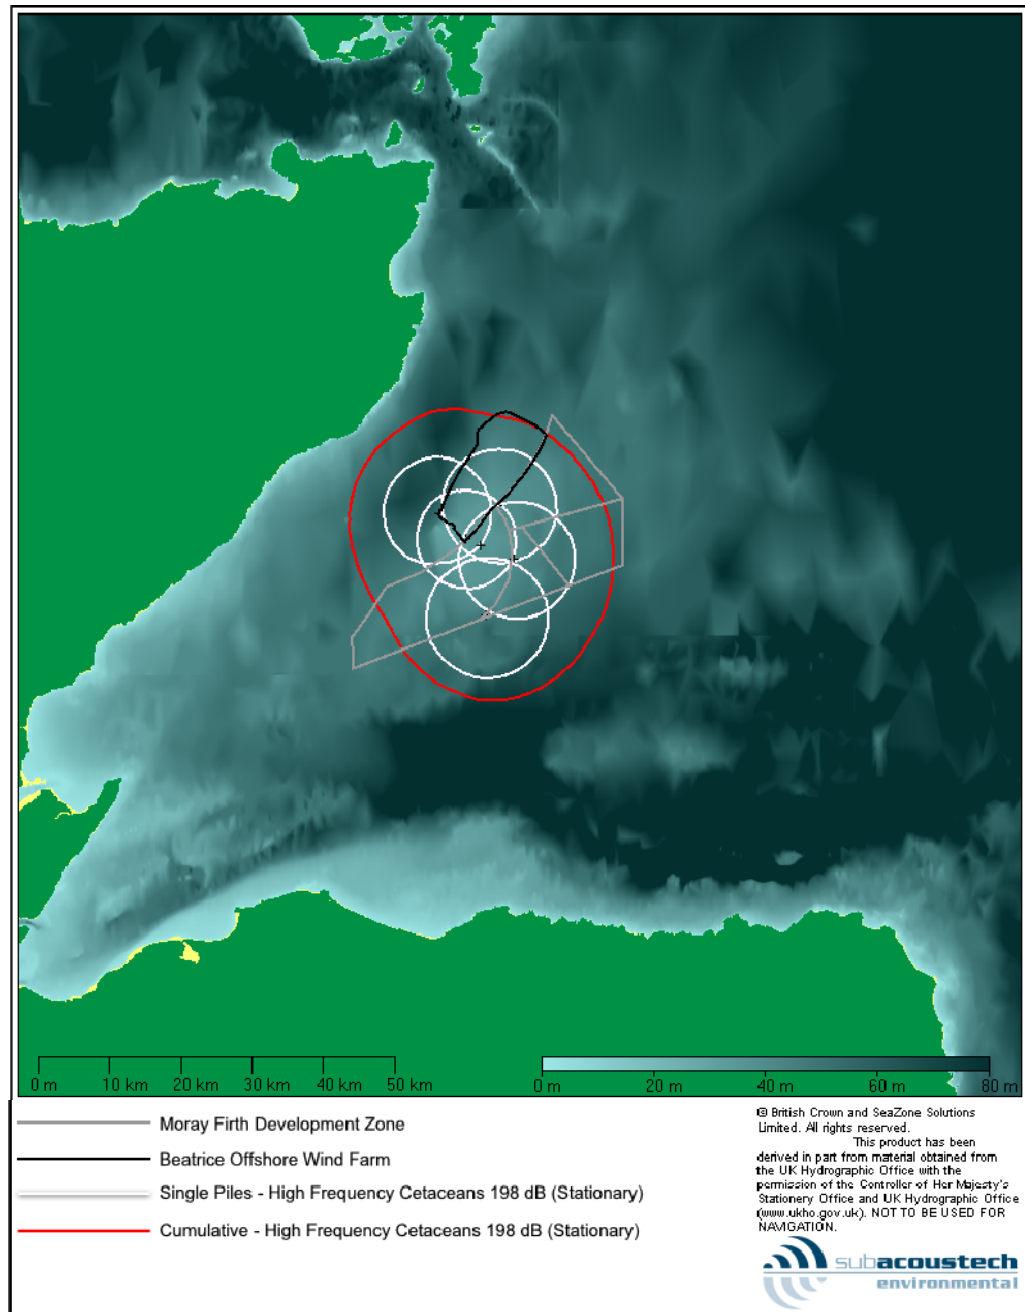 0 m 10 km 20 km 30 km 40 km 50 km
0 m 20 m 40 m 60 m 80 m
Moray Firth Development Zone
Beatrice Offshore Wind Farm
Single Piles - High Frequency Cetaceans 198 dB (Stationary)
Cumulative - High Frequency Cetaceans 198 dB (Stationary)
© British Crown and SeaZone Solutions
Limited. All rights reserved.
This product has been
derived in part from material obtained from
the UK Hydrographic Office with the
permission of the Controller of Her Majesty's
Stationery Office and UK Hydrographic Office
(www.ukho.gov.uk). NOT TO BE USED FOR
NAVIGATION.
subacoustech
environmental